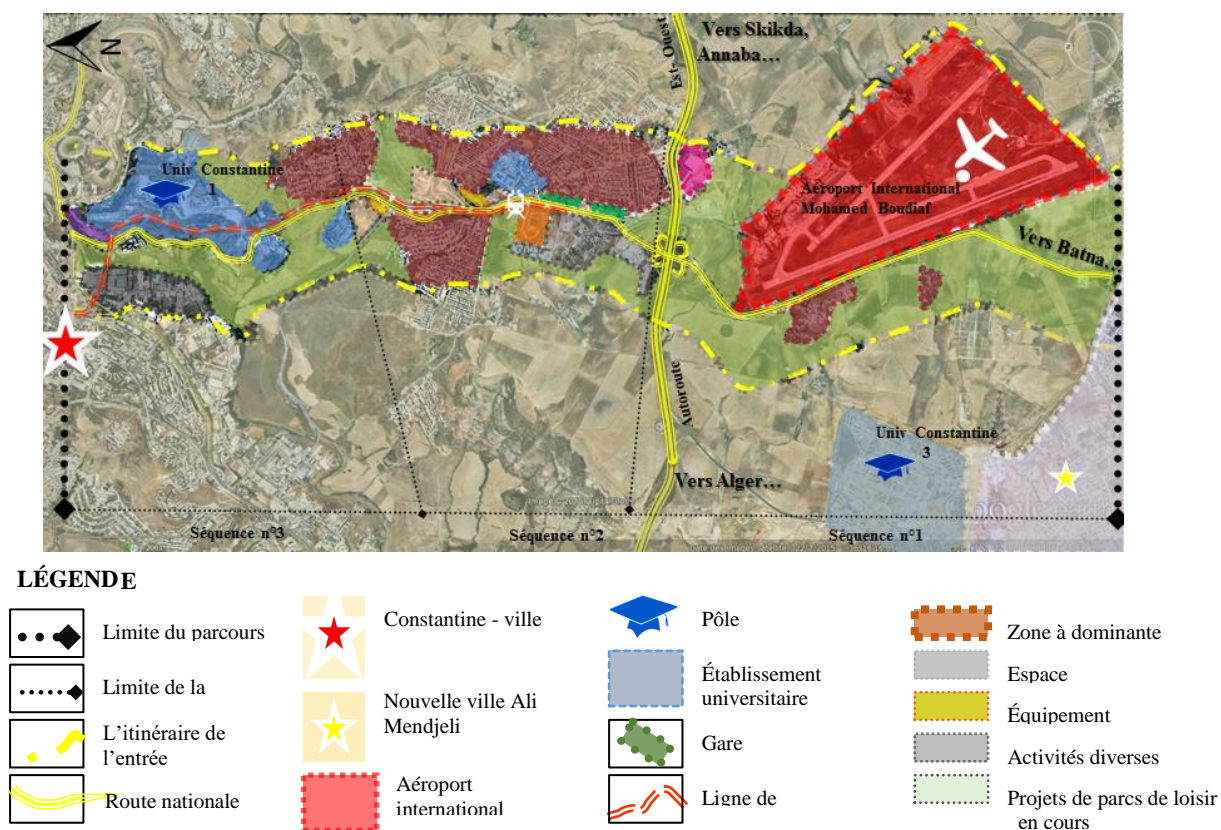 N
Vers Skikda,
Annaba…
Est- Ouest
Univ Constantine
1
Aéroport International
Mohamed Boudiaf
Vers Batna…
Autoroute
Univ Constantine
3
Vers Alger…
Séquence n°3
Séquence n°2
Séquence n°1
LÉGENDE
Limite du parcours
Limite de la
L’itinéraire de
l’entrée
Route nationale
Constantine - ville
Nouvelle ville Ali
Mendjeli
Aéroport
international
Pôle
Établissement
universitaire
Gare
Ligne de
Zone à dominante
Espace
Équipement
Activités diverses
Projets de parcs de loisir
en cours